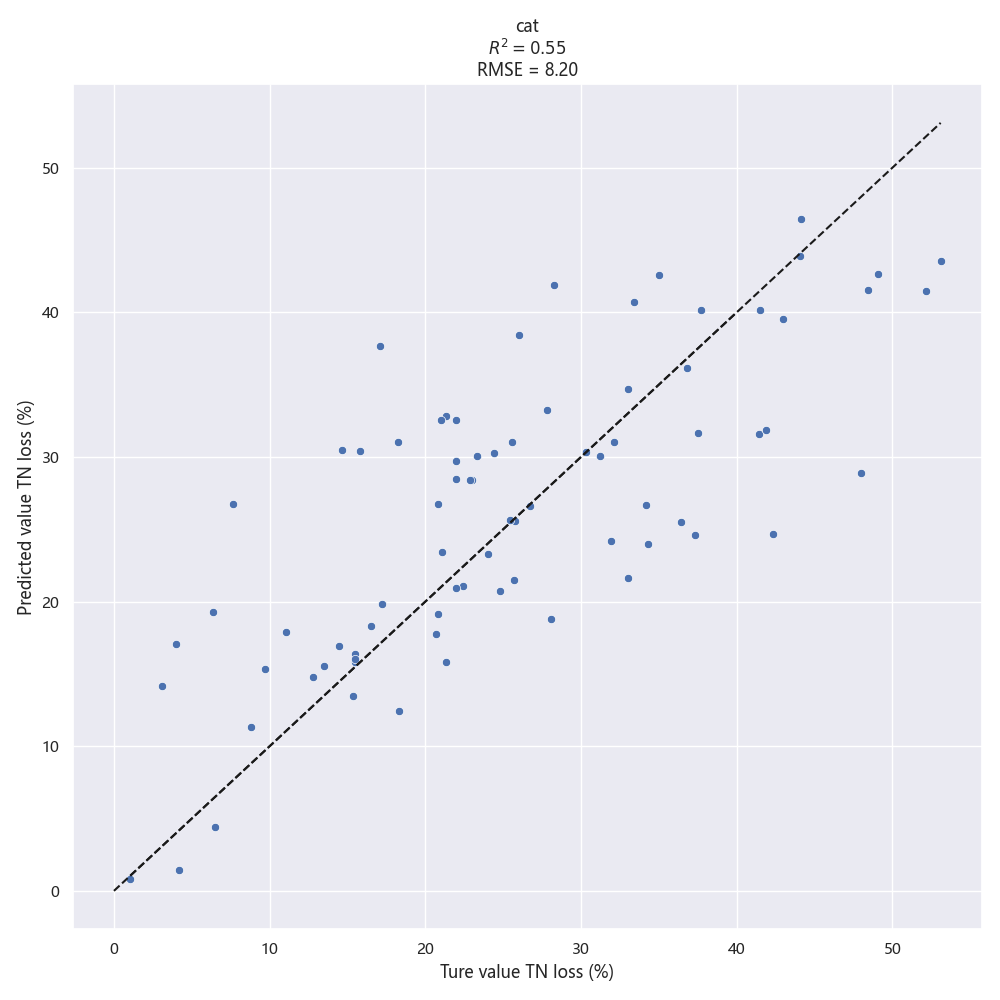 cat
R² = 0.55
RMSE = 8.20
Predicted value TN loss (%)
50
40
30
20
10
0
0 10 20 30 40 50
Ture value TN loss (%)